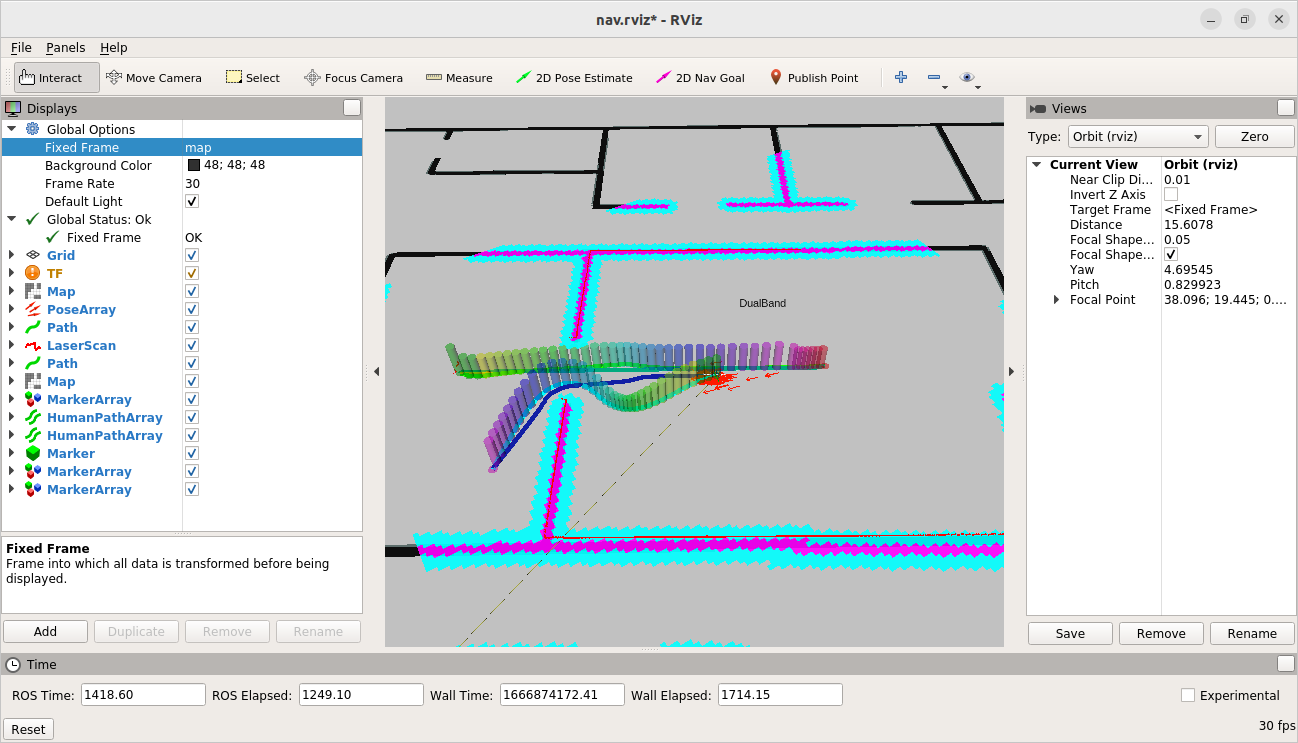 nav.rviz* - RViz
File Panels Help
Interact Move Camera Select Focus Camera Measure 2D Pose Estimate 2D Nav Goal Publish Point
Displays
Global Options
Fixed Frame map
Background Color 48; 48; 48
Frame Rate 30
Default Light
Global Status: Ok
Fixed Frame OK
Grid
TF
Map
PoseArray
Path
LaserScan
Path
Map
MarkerArray
HumanPathArray
HumanPathArray
Marker
MarkerArray
MarkerArray
Fixed Frame
Frame into which all data is transformed before being
displayed.
Add Duplicate Remove Rename
DualBand
Views
Type: Orbit (rviz) Zero
Current View Orbit (rviz)
Near Clip Di... 0.01
Invert Z Axis
Target Frame <Fixed Frame>
Distance 15.6078
Focal Shape... 0.05
Focal Shape...
Yaw 4.69545
Pitch 0.829923
Focal Point 38.096; 19.445; 0....
Save Remove Rename
Time
ROS Time: 1418.60 ROS Elapsed: 1249.10 Wall Time: 1666874172.41 Wall Elapsed: 1714.15 Experimental
Reset 30 fps